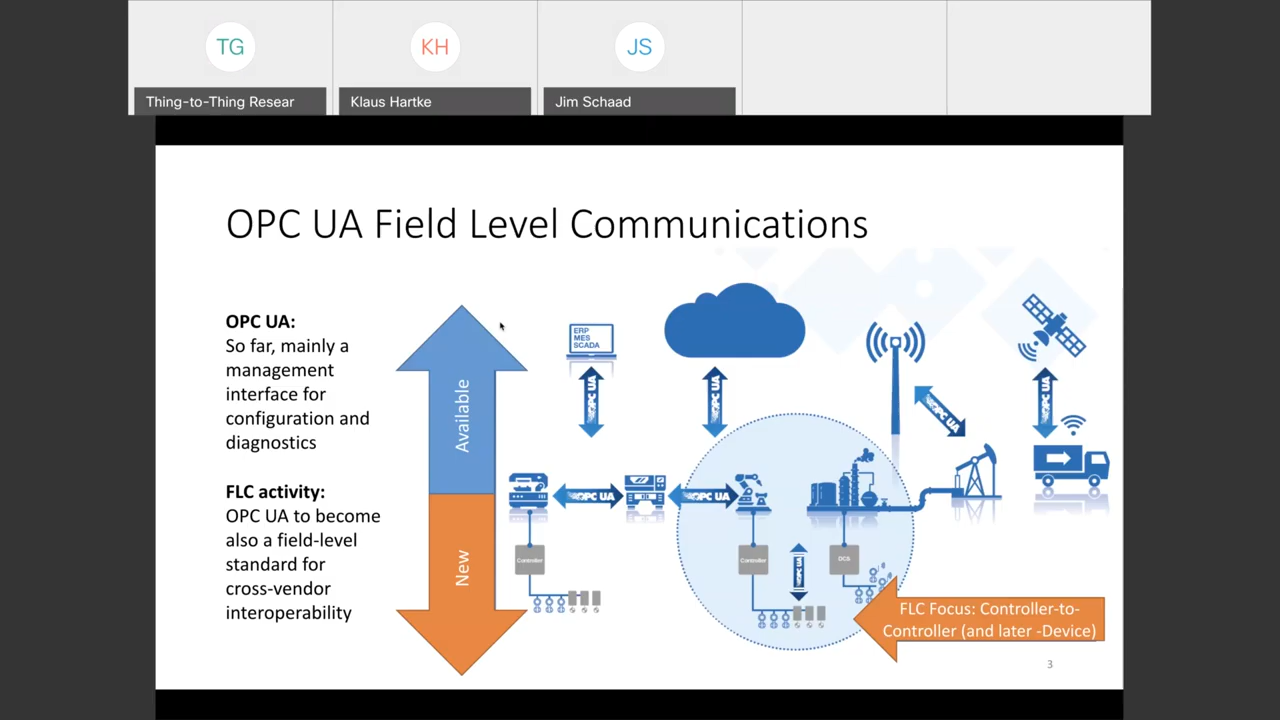 TG
KH
JS
Thing-to-Thing Resear
Klaus Hartke
Jim Schaad
OPC UA Field Level Communications
OPC UA:
So far, mainly a
management
interface for
configuration and
diagnostics
FLC activity:
OPC UA to become
also a field-level
standard for
cross-vendor
interoperability
Available
New
ERP
MES
SCADA
OPC UA
OPC UA
OPC UA
OPC UA
OPC UA
OPC UA
Controller
Controller
OPC UA
DCS
FLC Focus: Controller-to-
Controller (and later -Device)
3